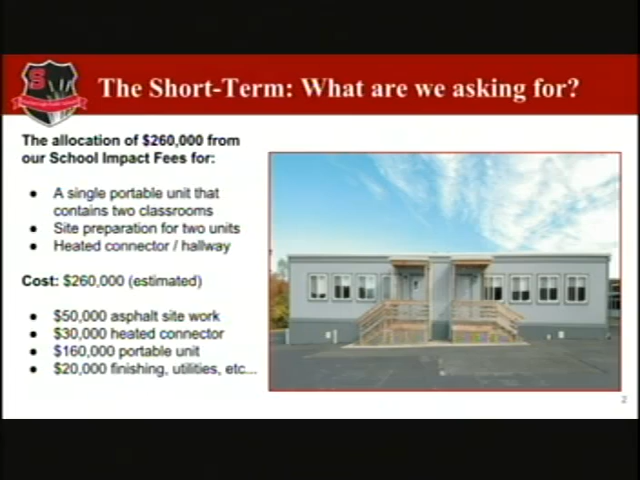 The Short-Term: What are we asking for?
S
The allocation of $260,000 from
our School Impact Fees for:
● A single portable unit that
contains two classrooms
● Site preparation for two units
● Heated connector / hallway
Cost: $260,000 (estimated)
● $50,000 asphalt site work
● $30,000 heated connector
● $160,000 portable unit
● $20,000 finishing, utilities, etc...
2